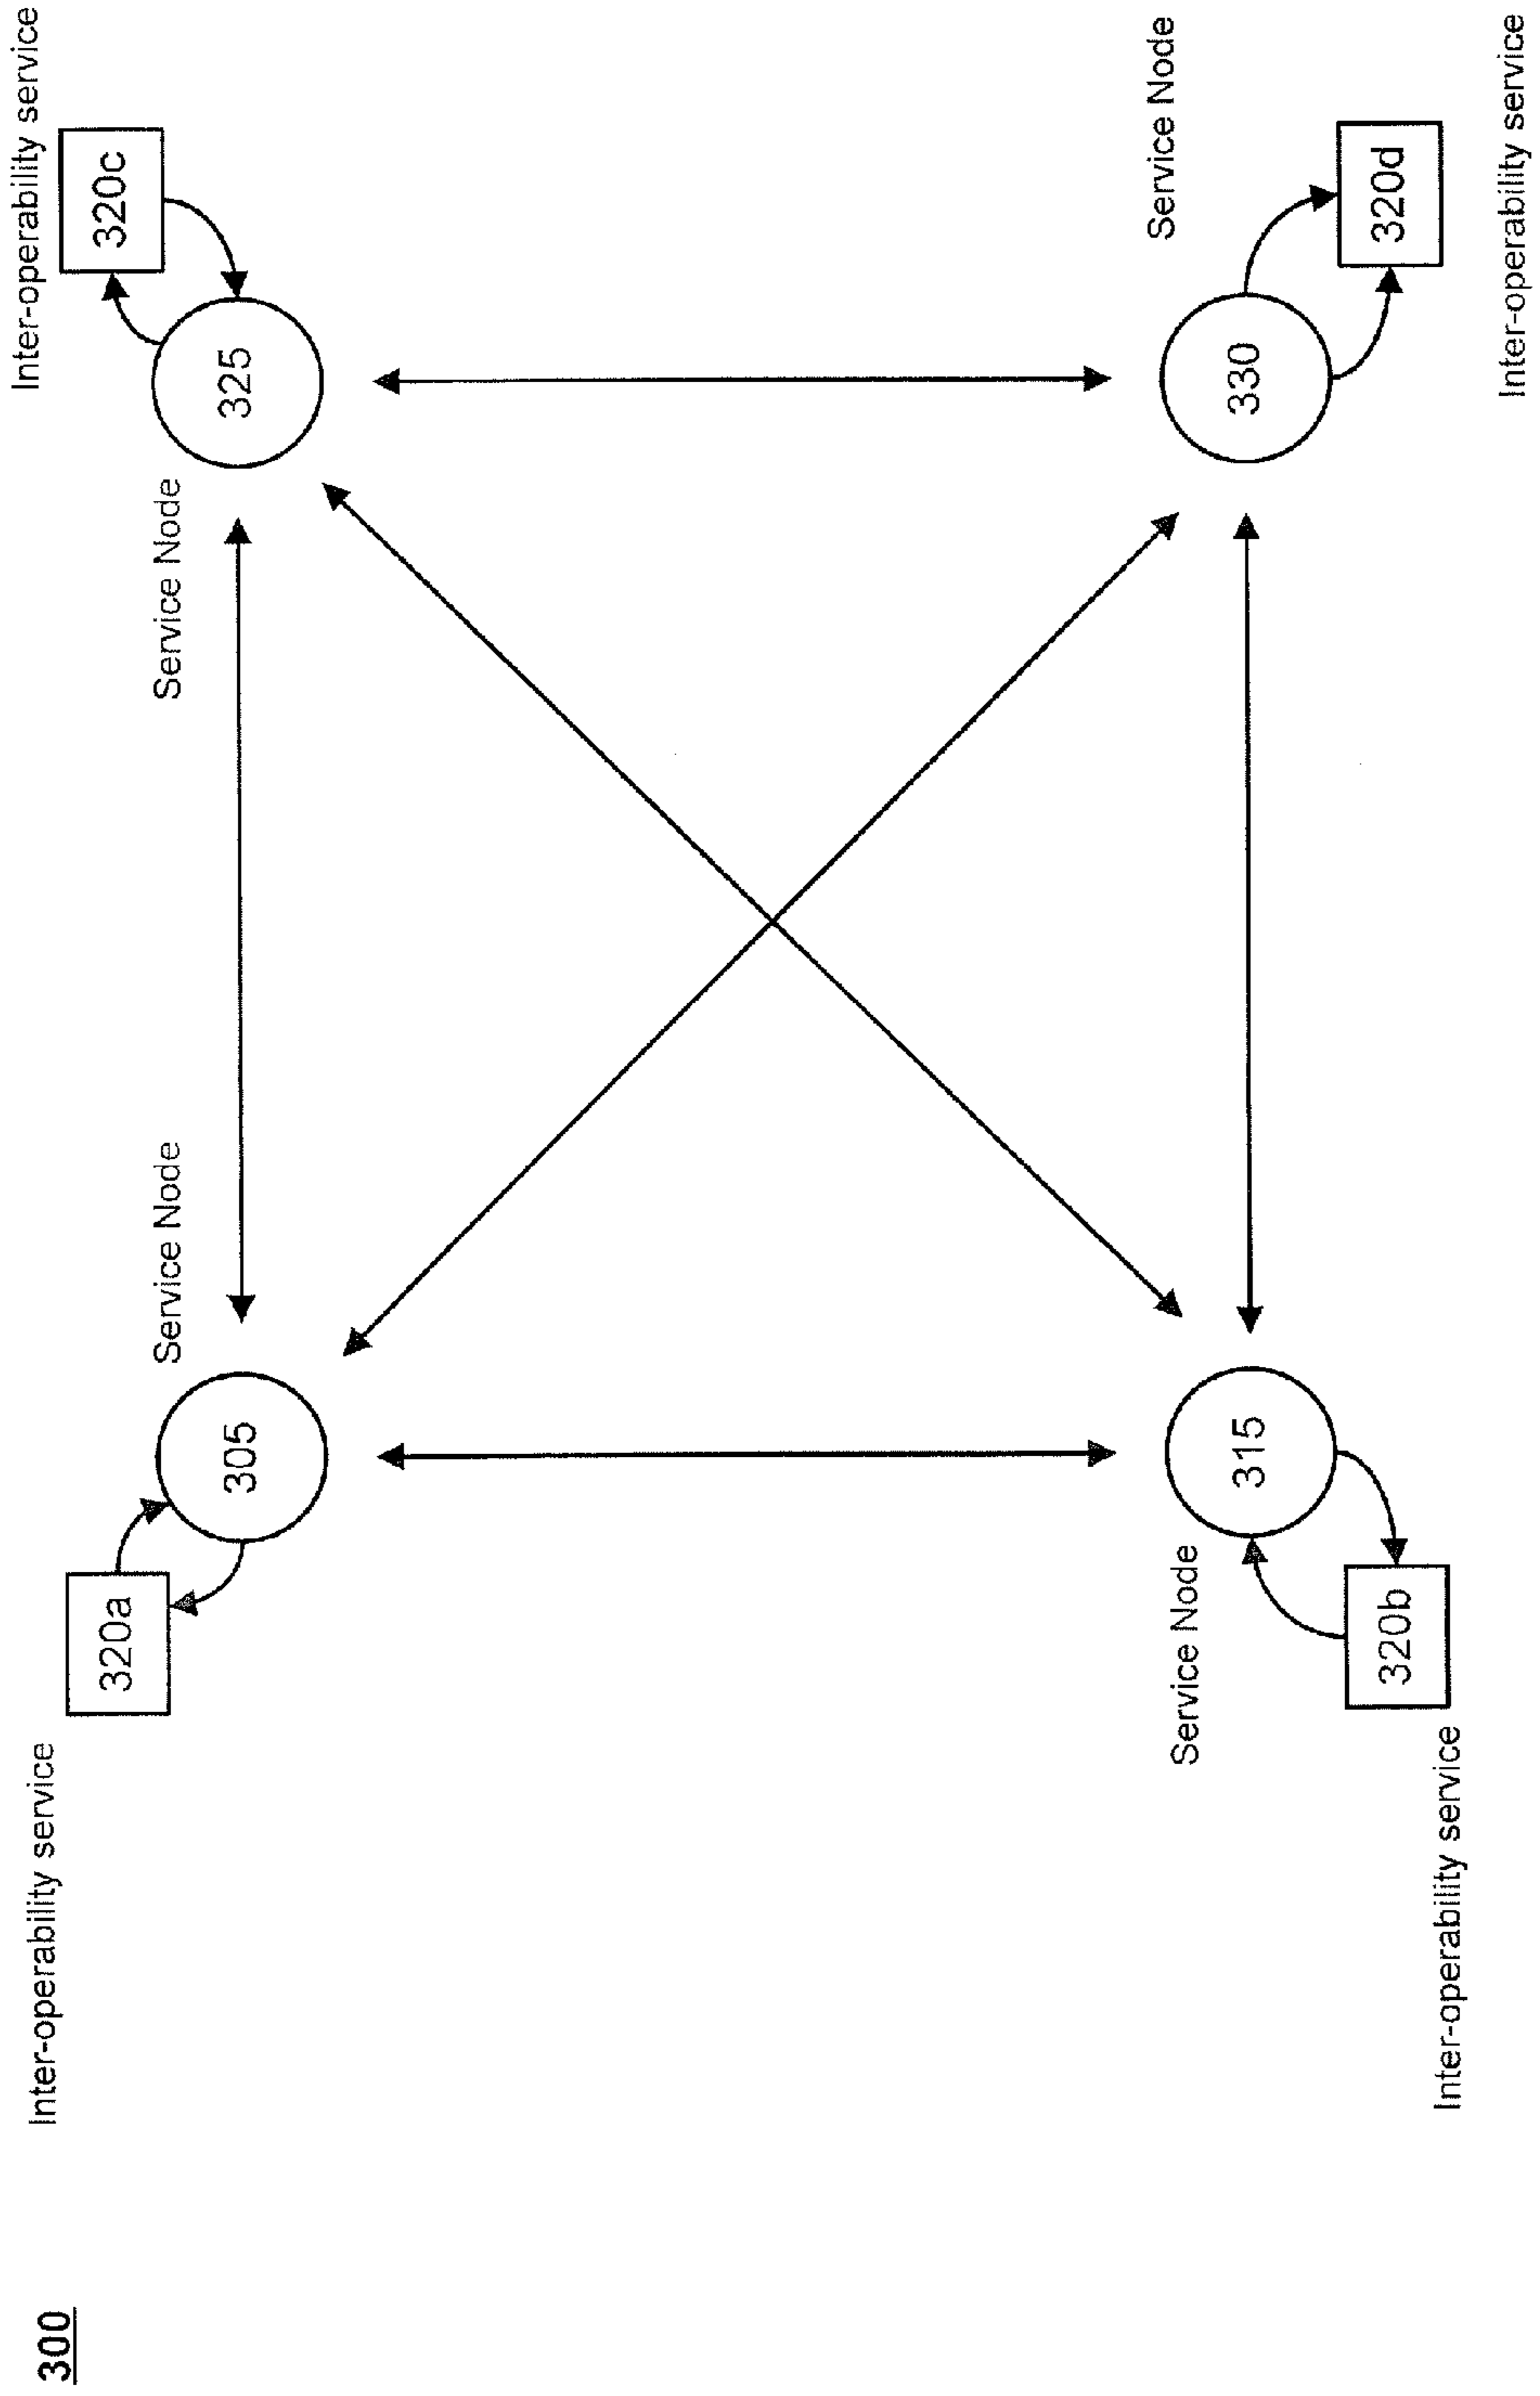 300
Inter-operability service
320a
305
Service Node
Service Node
325
320c
Inter-operability service
Service Node
315
320b
Inter-operability service
Service Node
330
320d
Inter-operability service